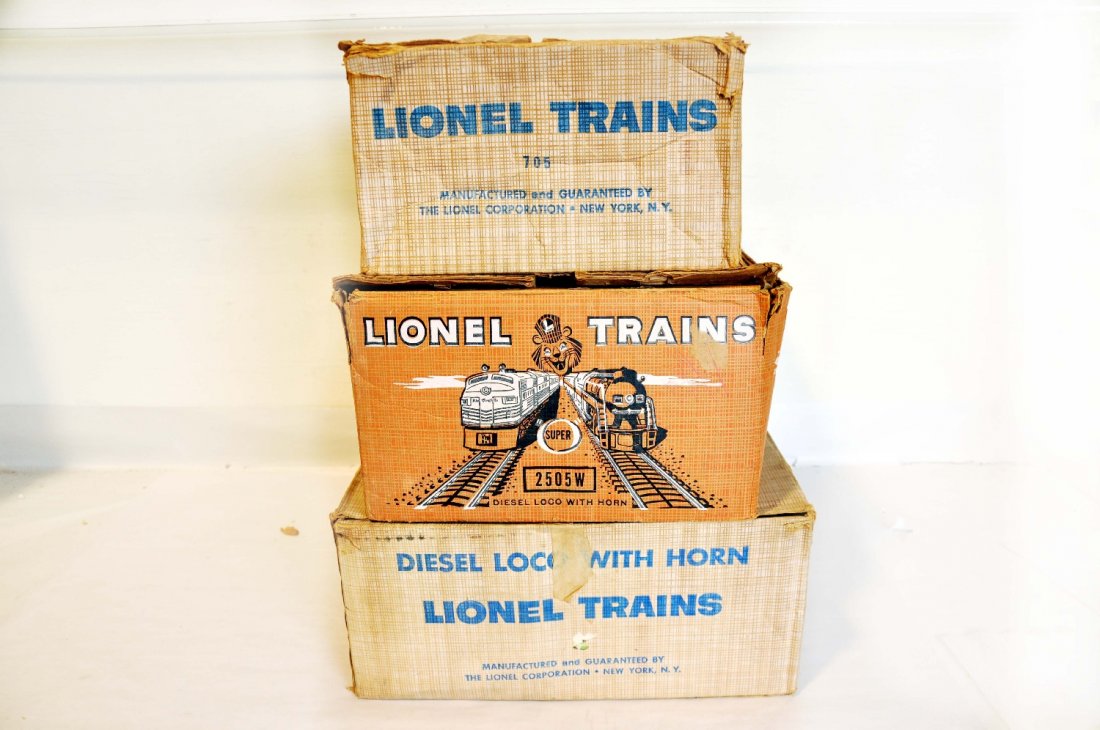 LIONEL TRAINS
705
MANUFACTURED and GUARANTEED BY
THE LIONEL CORPORATION • NEW YORK, N.Y.
LIONEL TRAINS
L
SUPER
2505W
DIESEL LOCO WITH HORN
DIESEL LOCO WITH HORN
LIONEL TRAINS
MANUFACTURED and GUARANTEED BY
THE LIONEL CORPORATION • NEW YORK, N.Y.